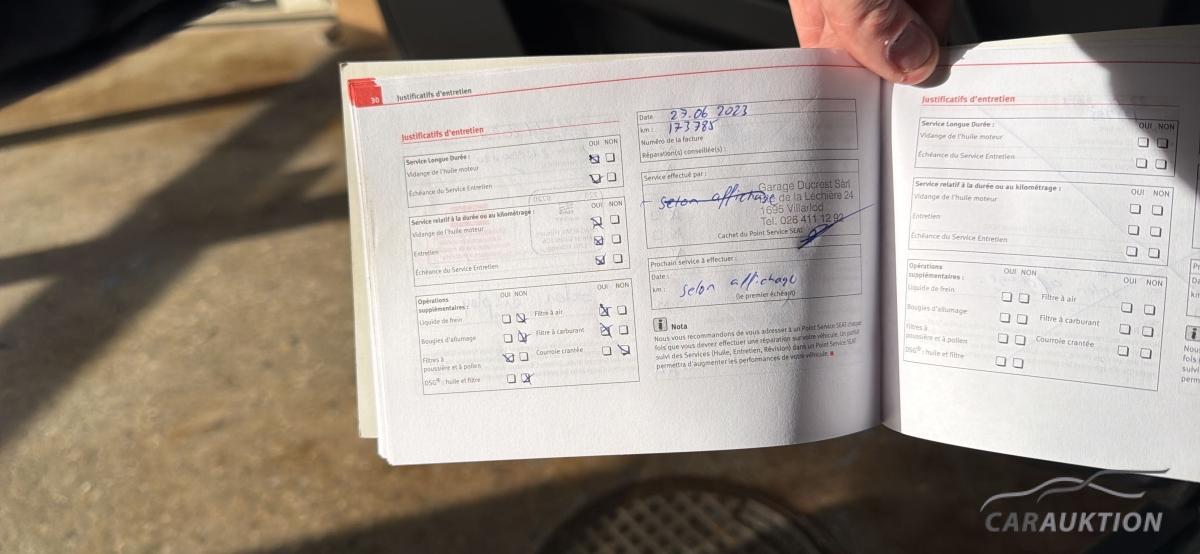 30
Justificatifs d'entretien
Justificatifs d'entretien
OUI NON
Service Longue Durée :
Vidange de l'huile moteur
Échéance du Service Entretien
Service relatif à la durée ou au kilométrage :
OUI NON
Vidange de l'huile moteur
Entretien
Échéance du Service Entretien
Opérations
supplémentaires :
OUI NON
OUI NON
Liquide de frein
Filtre à air
Bougies d'allumage
Filtre à carburant
Filtres à
poussière et à pollen
Courroie crantée
DSG® : huile et filtre
Date 27.06 2023
km : 173785
Numéro de la facture
Réparation(s) conseillée(s) :
Service effectué par :
selon affichage
Garage Ducrest Sàrl
de la Léchière 24
1695 Villarlod
Tel. 026 411 12 92
Cachet du Point Service SEAT
Prochain service à effectuer :
Date :
km : selon affichage
(le premier échéant)
i Nota
Nous vous recommandons de vous adresser à un Point Service SEAT chaque
fois que vous devrez effectuer une réparation sur votre véhicule. Un parfait
suivi des Services (Huile, Entretien, Révision) dans un Point Service SEAT
permettra d'augmenter les performances de votre véhicule.
Justificatifs d'entretien
OUI NON
Service Longue Durée :
Vidange de l'huile moteur
Échéance du Service Entretien
Service relatif à la durée ou au kilométrage :
OUI NON
Vidange de l'huile moteur
Entretien
Échéance du Service Entretien
Opérations
supplémentaires :
OUI NON
OUI NON
Liquide de frein
Filtre à air
Bougies d'allumage
Filtre à carburant
Filtres à
poussière et à pollen
Courroie crantée
DSG® : huile et filtre
Nous
fois
suivi
perm
CARAUKTION